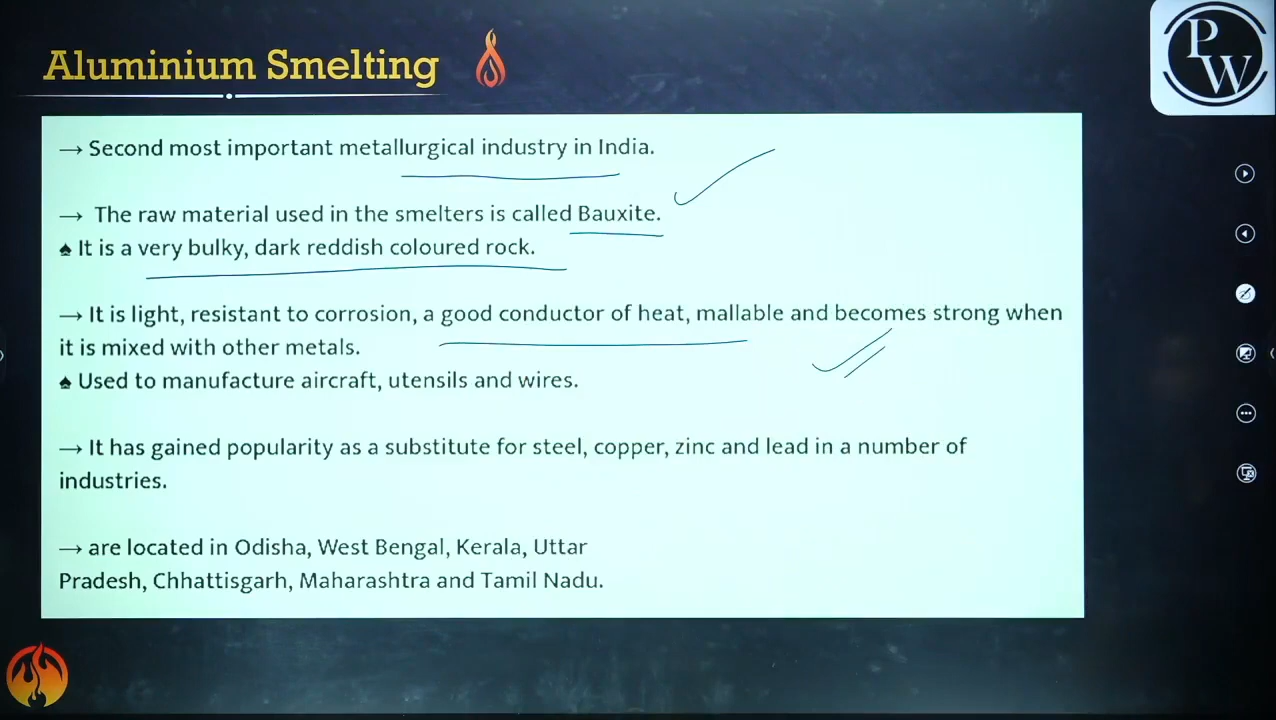 Aluminium Smelting
PW
→ Second most important metallurgical industry in India.
→ The raw material used in the smelters is called Bauxite.
♠ It is a very bulky, dark reddish coloured rock.
→ It is light, resistant to corrosion, a good conductor of heat, mallable and becomes strong when
it is mixed with other metals.
♠ Used to manufacture aircraft, utensils and wires.
→ It has gained popularity as a substitute for steel, copper, zinc and lead in a number of
industries.
→ are located in Odisha, West Bengal, Kerala, Uttar
Pradesh, Chhattisgarh, Maharashtra and Tamil Nadu.